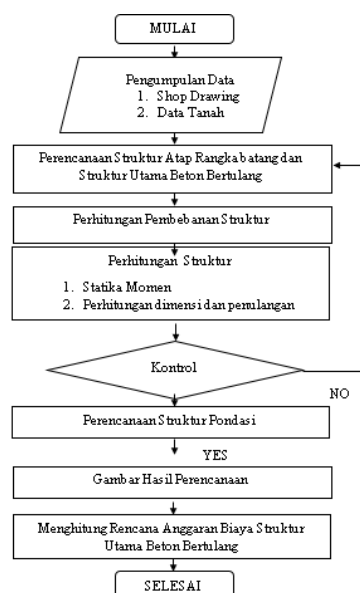 MULAI
Pengumpulan Data
1. Shop Drawing
2. Data Tanah
Perencanaan Struktur Atap Rangkabatang dan
Struktur Utama Beton Bertulang
Perhitungan Pembebanan Struktur
Perhitungan Struktur
1. Statika Momen
2. Perhitungan dimensi dan penulangan
Kontrol
NO
Perencanaan Struktur Pondasi
YES
Gambar Hasil Perencanaan
Menghitung Rencana Anggaran Biaya Struktur
Utama Beton Bertulang
SELESAI